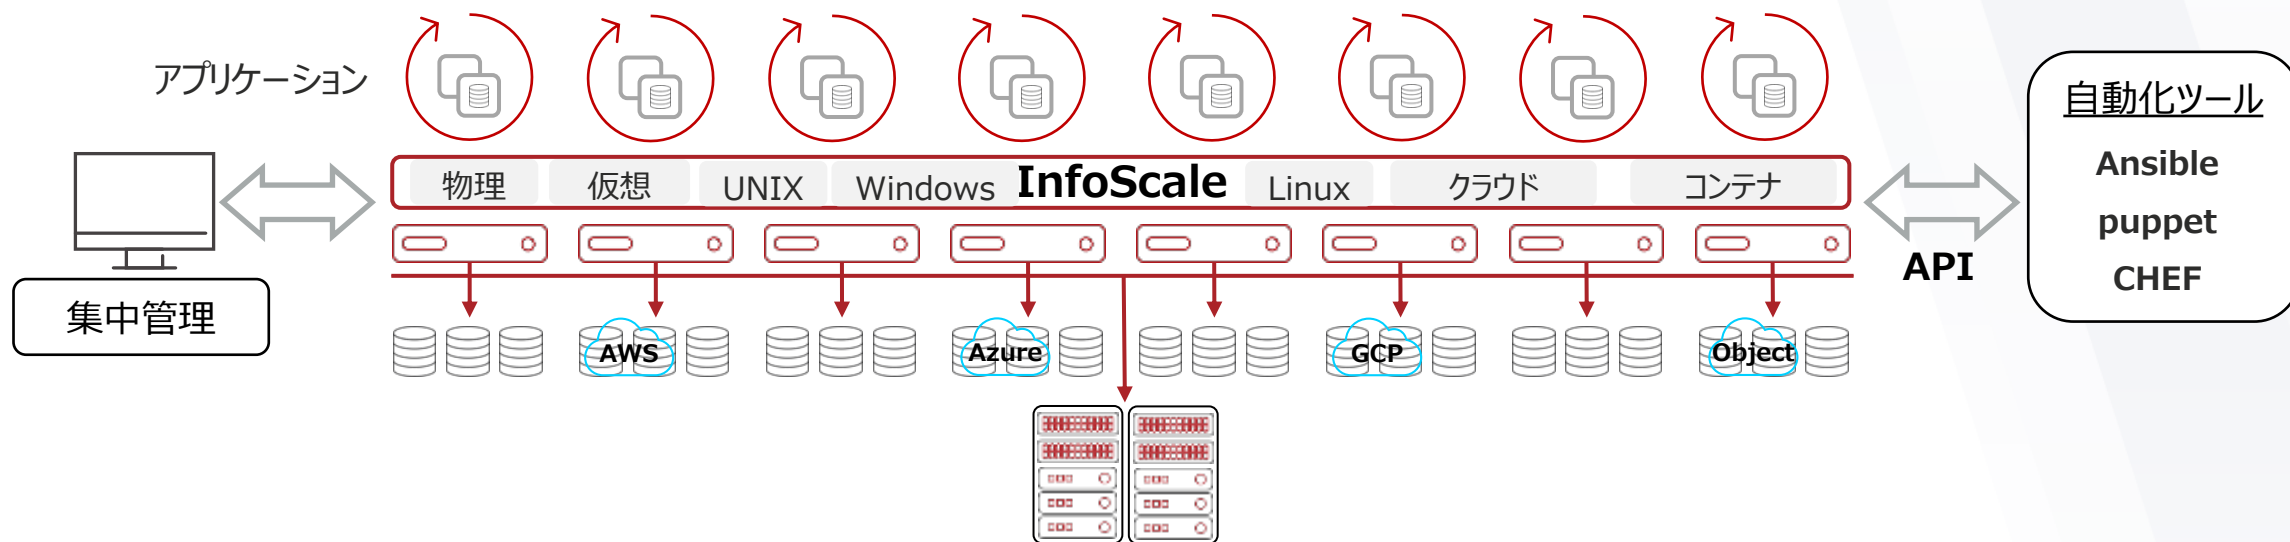 アプリケーション
自動化ツール
Ansible
puppet
CHEF
物理 仮想 UNIX Windows InfoScale Linux クラウド コンテナ
API
集中管理
AWS Azure GCP Object